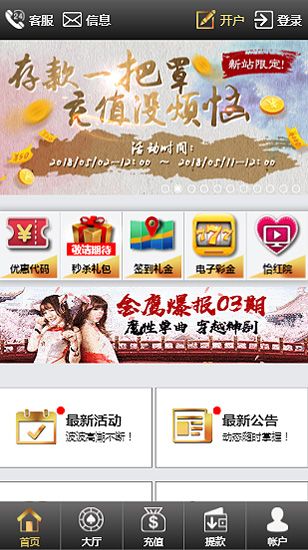 24 客服 信息 开户 登录
新站限定!
存款一把罩
充值没烦恼
活动时间:
2018/05/02--12:00 ~ 2018/05/11--12:00
敬请期待
777
优惠代码 秒杀礼包 签到礼金 电子彩金 怡红院
金鹰爆报03期
魔性单曲 穿越神剧
最新活动 最新公告
波波高潮不断! 动态随时掌握!
首页 大厅 充值 提款 帐户